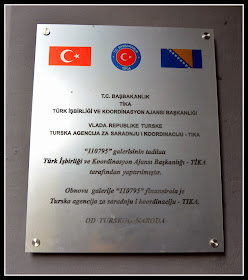 T.C. BAŞBAKANLIK
TİKA
TÜRK İŞBİRLİĞİ VE KOORDİNASYON AJANSI BAŞKANLIĞI
VLADA REPUBLIKE TURSKE
TURSKA AGENCIJA ZA SARADNJU I KOORDINACIJU - TIKA
"110795" galerisinin tadilatı
Türk İşbirliği ve Koordinasyon Ajansı Başkanlığı - TİKA
tarafından yaptırılmıştır.
Obnovu galerije "110795" finansirala je
Turska agencija za saradnju i koordinaciju - TIKA.
OD TURSKOG NARODA